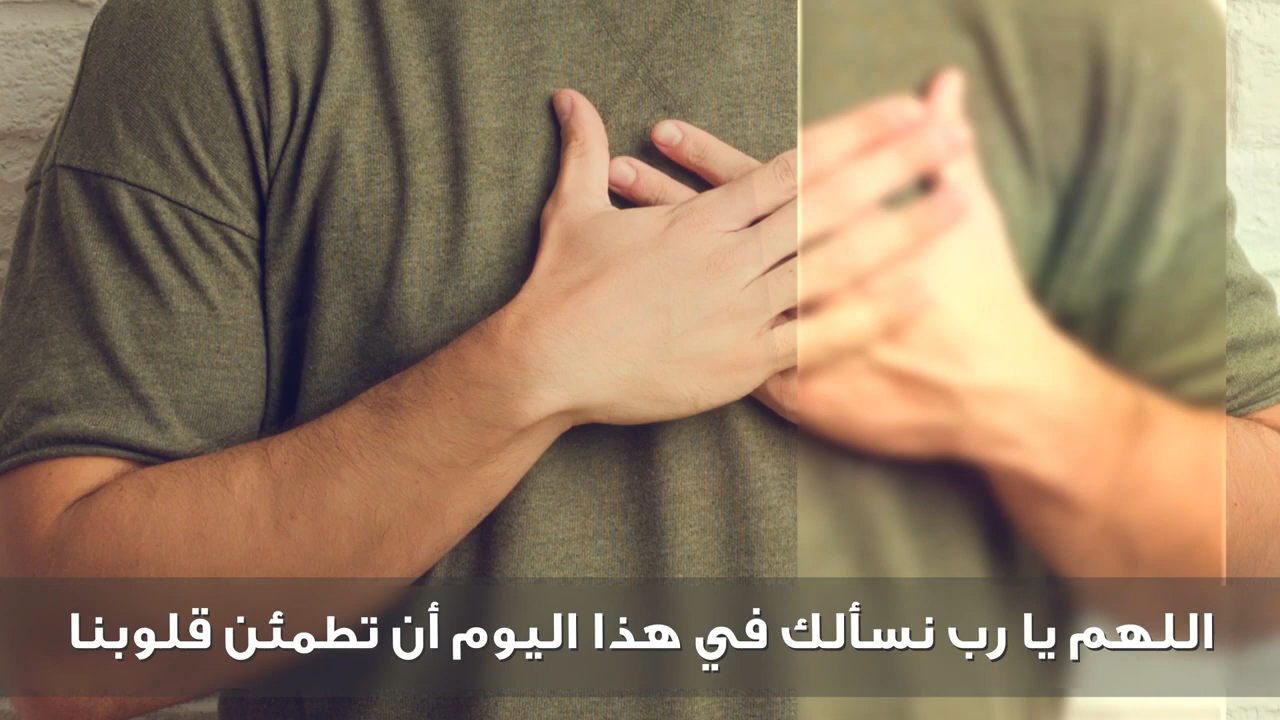 اللهم يا رب نسألك في هذا اليوم أن تطمئن قلوبنا